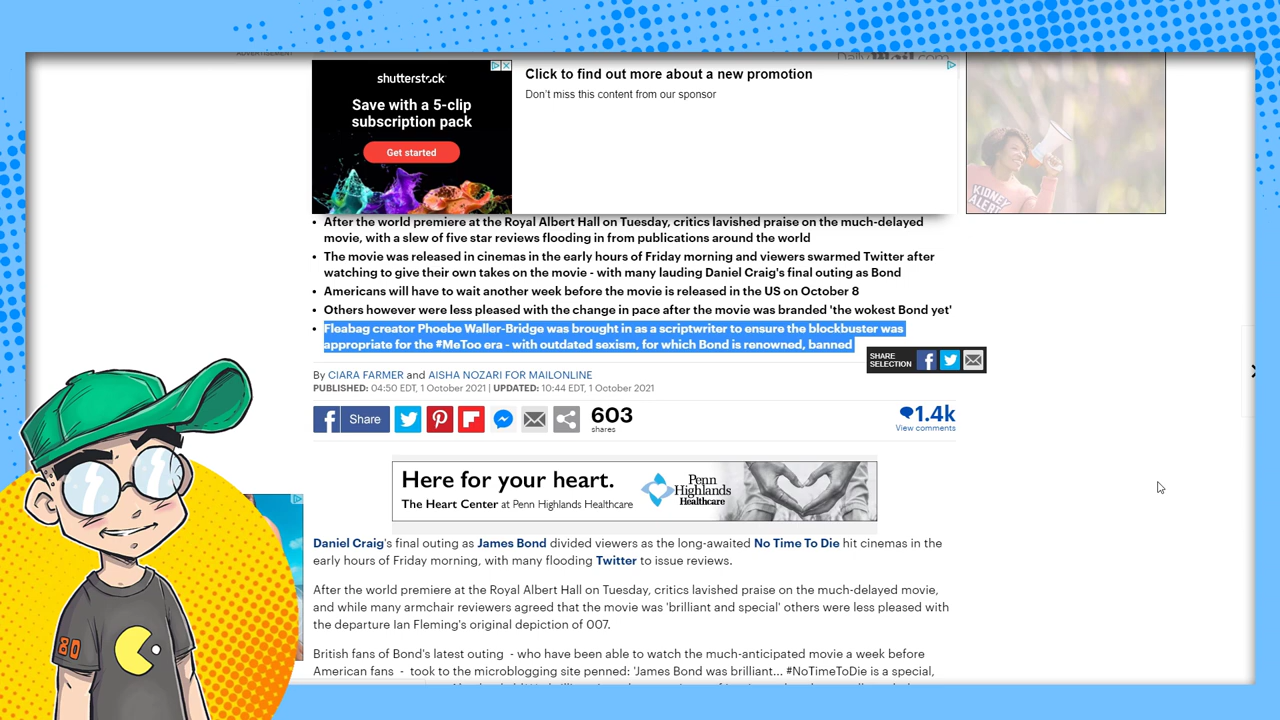 ADVERTISEMENT
DailyMail.com
shutterstock
Save with a 5-clip
subscription pack
Get started
Click to find out more about a new promotion
Don't miss this content from our sponsor
KIDNEY
ALERT
• After the world premiere at the Royal Albert Hall on Tuesday, critics lavished praise on the much-delayed
movie, with a slew of five star reviews flooding in from publications around the world
• The movie was released in cinemas in the early hours of Friday morning and viewers swarmed Twitter after
watching to give their own takes on the movie - with many lauding Daniel Craig's final outing as Bond
• Americans will have to wait another week before the movie is released in the US on October 8
• Others however were less pleased with the change in pace after the movie was branded 'the wokest Bond yet'
• Fleabag creator Phoebe Waller-Bridge was brought in as a scriptwriter to ensure the blockbuster was
appropriate for the #MeToo era - with outdated sexism, for which Bond is renowned, banned
SHARE
SELECTION
By CIARA FARMER and AISHA NOZARI FOR MAILONLINE
PUBLISHED: 04:50 EDT, 1 October 2021 | UPDATED: 10:44 EDT, 1 October 2021
Share
603
shares
1.4k
View comments
Here for your heart.
The Heart Center at Penn Highlands Healthcare
Penn
Highlands
Healthcare
Daniel Craig's final outing as James Bond divided viewers as the long-awaited No Time To Die hit cinemas in the
early hours of Friday morning, with many flooding Twitter to issue reviews.
After the world premiere at the Royal Albert Hall on Tuesday, critics lavished praise on the much-delayed movie,
and while many armchair reviewers agreed that the movie was 'brilliant and special' others were less pleased with
the departure Ian Fleming's original depiction of 007.
British fans of Bond's latest outing - who have been able to watch the much-anticipated movie a week before
American fans - took to the microblogging site penned: 'James Bond was brilliant... #NoTimeToDie is a special,
80